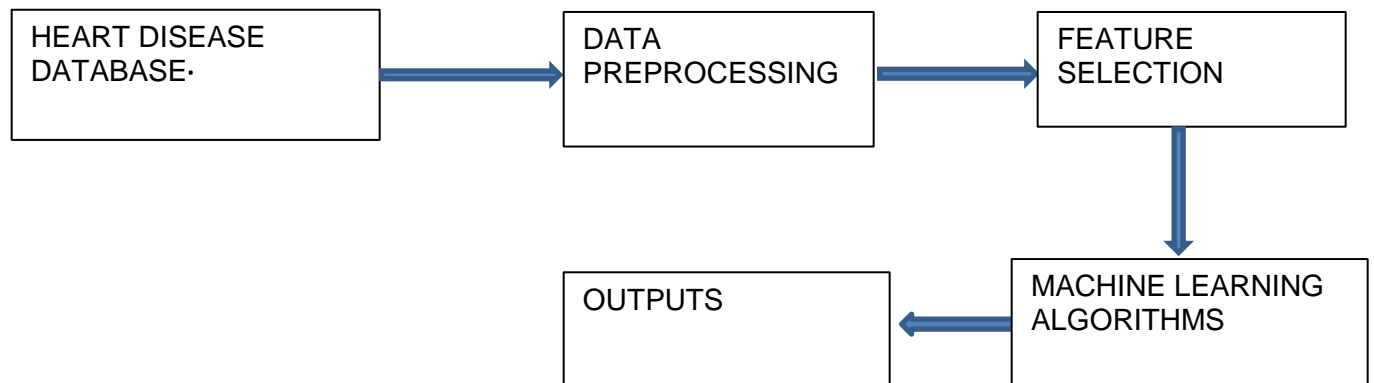 HEART DISEASE
DATABASE·
DATA
PREPROCESSING
FEATURE
SELECTION
MACHINE LEARNING
ALGORITHMS
OUTPUTS